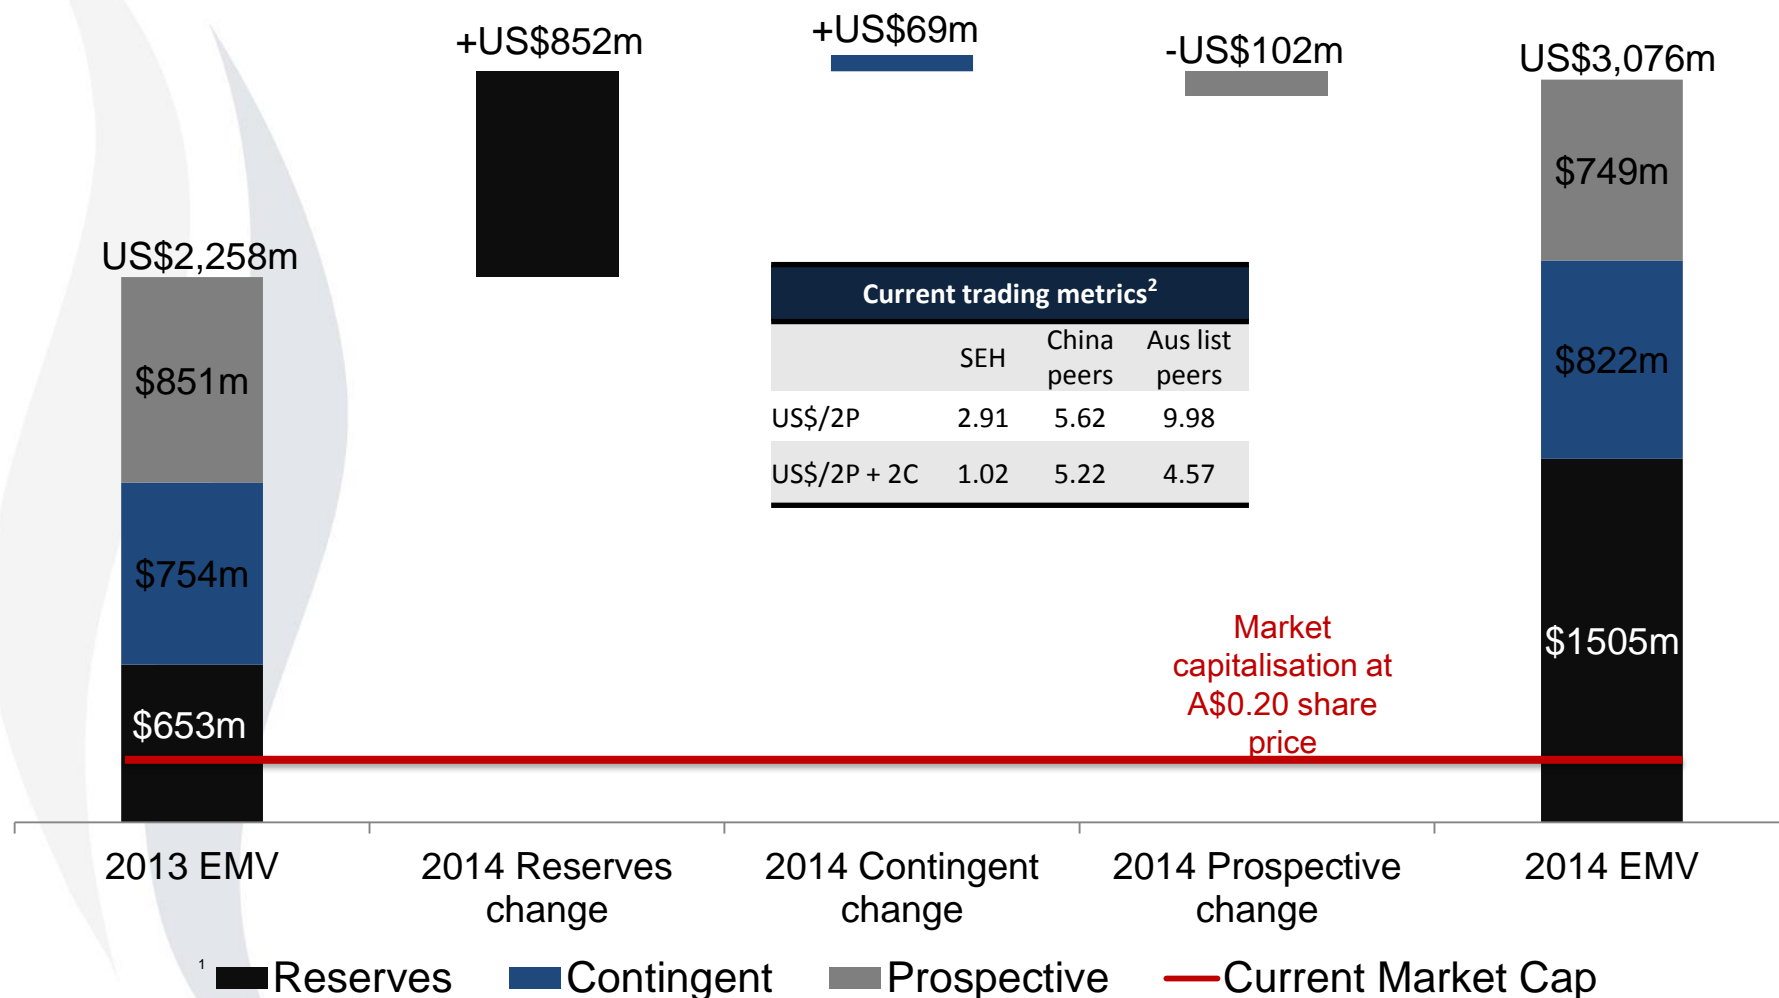 +US$852m
+US$69m
-US$102m
US$3,076m
US$2,258m
$851m
$754m
$653m
$749m
$822m
$1505m
Current trading metrics2
SEH China peers Aus list peers
US$/2P 2.91 5.62 9.98
US$/2P + 2C 1.02 5.22 4.57
Market
capitalisation at
A$0.20 share
price
2013 EMV
2014 Reserves
change
2014 Contingent
change
2014 Prospective
change
2014 EMV
1 Reserves Contingent Prospective Current Market Cap